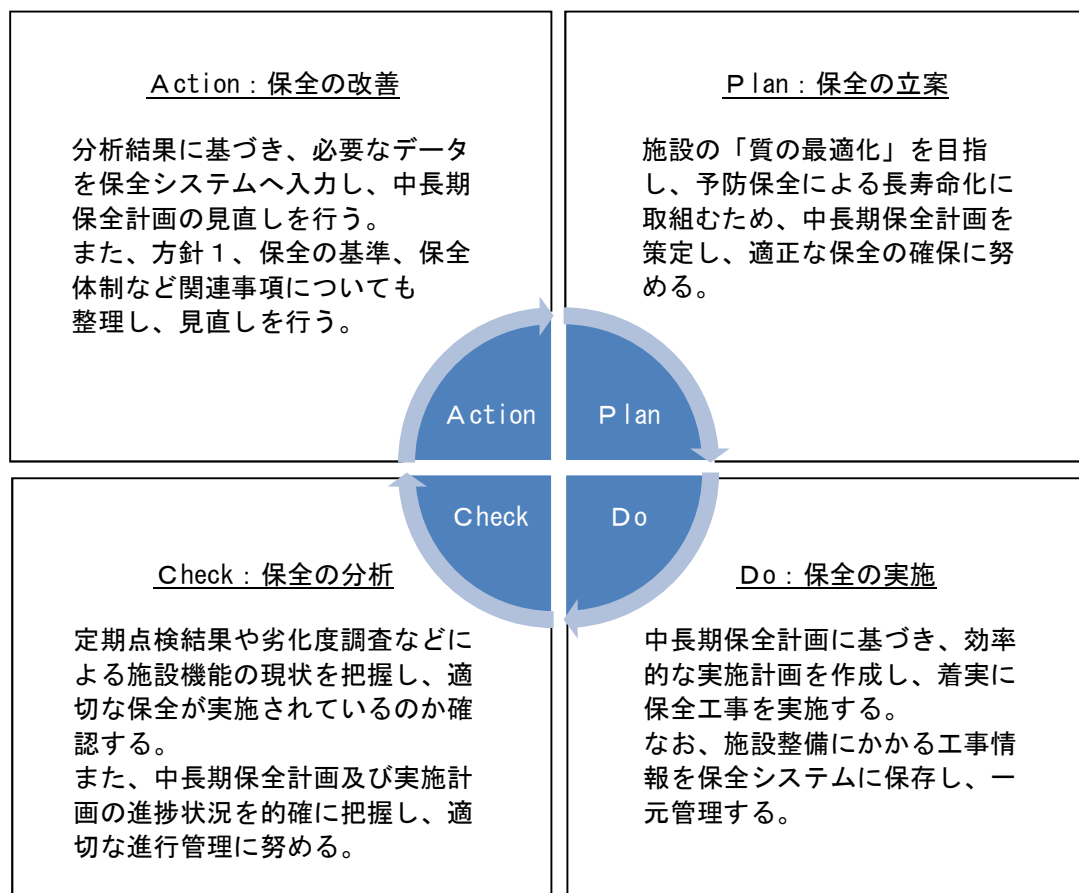 Ａction：保全の改善
分析結果に基づき、必要なデータ
を保全システムへ入力し、中長期
保全計画の見直しを行う。
また、方針１、保全の基準、保全
体制など関連事項についても
整理し、見直しを行う。
Ｐlan：保全の立案
施設の「質の最適化」を目指
し、予防保全による長寿命化に
取組むため、中長期保全計画を
策定し、適正な保全の確保に努
める。
Ａction
Ｐlan
Ｃheck
Ｄo
Ｃheck：保全の分析
定期点検結果や劣化度調査などに
よる施設機能の現状を把握し、適
切な保全が実施されているのか確
認する。
また、中長期保全計画及び実施計
画の進捗状況を的確に把握し、適
切な進行管理に努める。
Ｄo：保全の実施
中長期保全計画に基づき、効率
的な実施計画を作成し、着実に
保全工事を実施する。
なお、施設整備にかかる工事情
報を保全システムに保存し、一
元管理する。